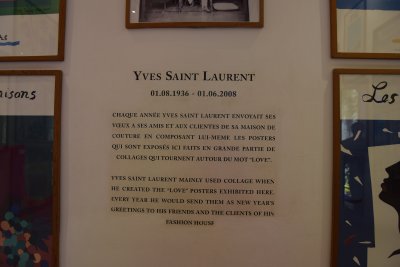 YVES SAINT LAURENT
01.08.1936 - 01.06.2008
CHAQUE ANNÉE YVES SAINT LAURENT ENVOYAIT SES
VŒUX A SES AMIS ET AUX CLIENTES DE SA MAISON DE
COUTURE EN COMPOSANT LUI-MEME LES POSTERS
QUI SONT EXPOSÉS ICI FAITS EN GRANDE PARTIE DE
COLLAGES QUI TOURNENT AUTOUR DU MOT "LOVE".
YVES SAINT LAURENT MAINLY USED COLLAGE WHEN
HE CREATED THE "LOVE" POSTERS EXHIBITED HERE.
EVERY YEAR HE WOULD SEND THEM AS NEW YEAR'S
GREETINGS TO HIS FRIENDS AND THE CLIENTS OF HIS
FASHION HOUSE
Les